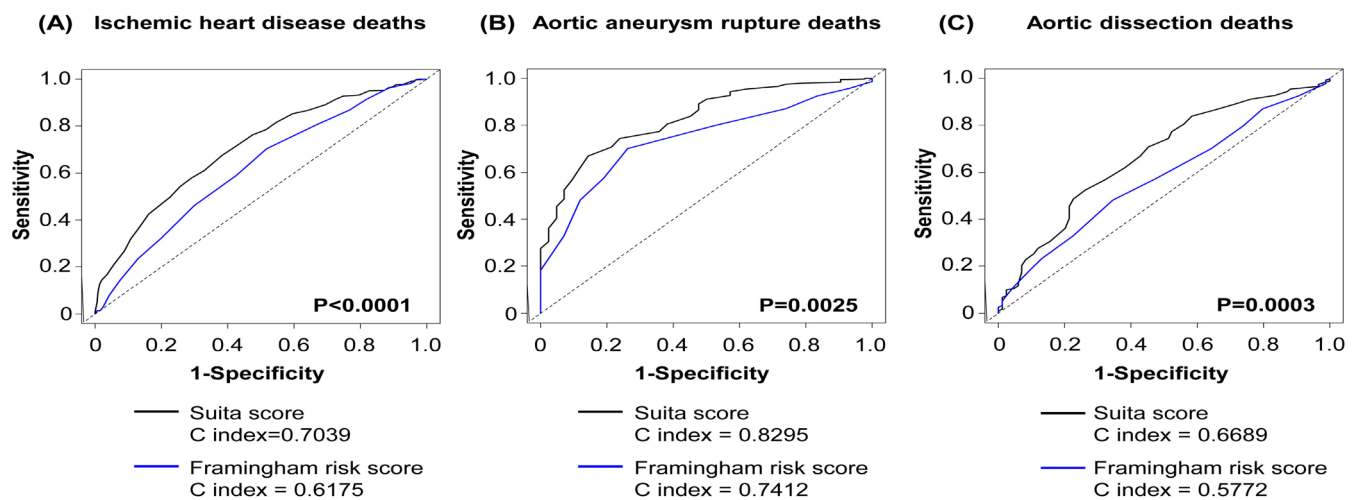 (A) Ischemic heart disease deaths
1.0
0.8
0.6
0.4
0.2
0
Sensitivity
P<0.0001
0 0.2 0.4 0.6 0.8 1.0
1-Specificity
Suita score
C index=0.7039
Framingham risk score
C index = 0.6175
(B) Aortic aneurysm rupture deaths
1.0
0.8
0.6
0.4
0.2
0
Sensitivity
P=0.0025
0 0.2 0.4 0.6 0.8 1.0
1-Specificity
Suita score
C index = 0.8295
Framingham risk score
C index = 0.7412
(C) Aortic dissection deaths
1.0
0.8
0.6
0.4
0.2
0
Sensitivity
P=0.0003
0 0.2 0.4 0.6 0.8 1.0
1-Specificity
Suita score
C index = 0.6689
Framingham risk score
C index = 0.5772